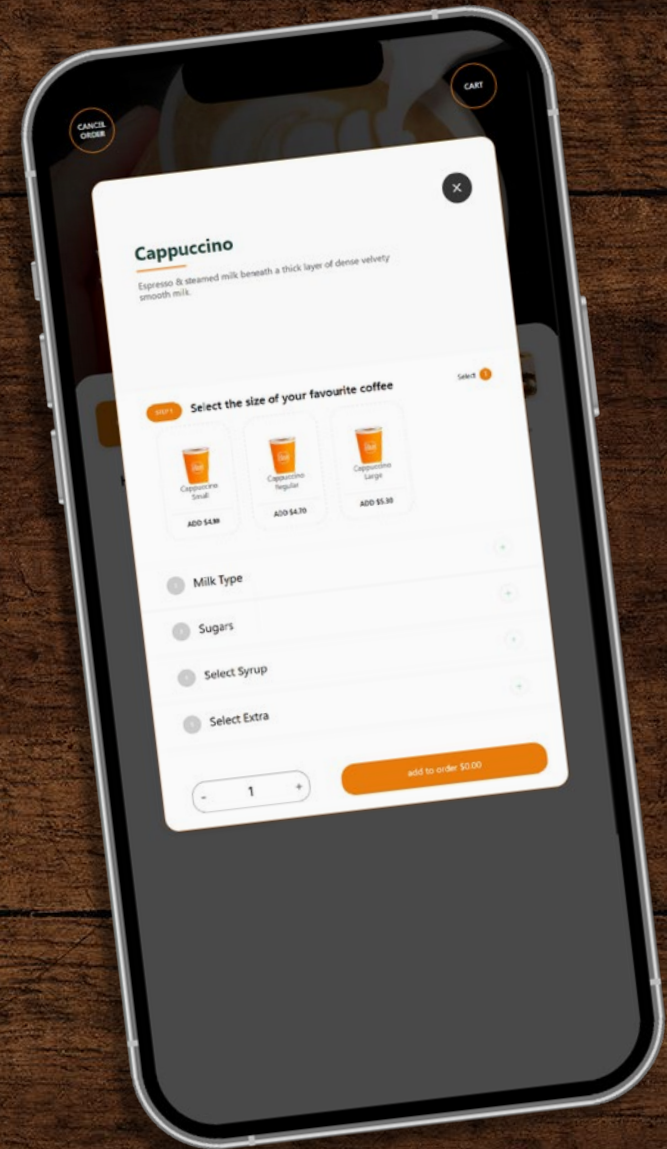 CANCEL
ORDER
CART
Cappuccino
Espresso & steamed milk beneath a thick layer of dense velvety
smooth milk.
STEP 1
Select the size of your favourite coffee
Select
Cappuccino
Small
Cappuccino
Regular
Cappuccino
Large
ADD
ADD $4.70
ADD $5.30
Milk Type
Sugars
Select Syrup
Select Extra
-
1
+
add to order $0.00